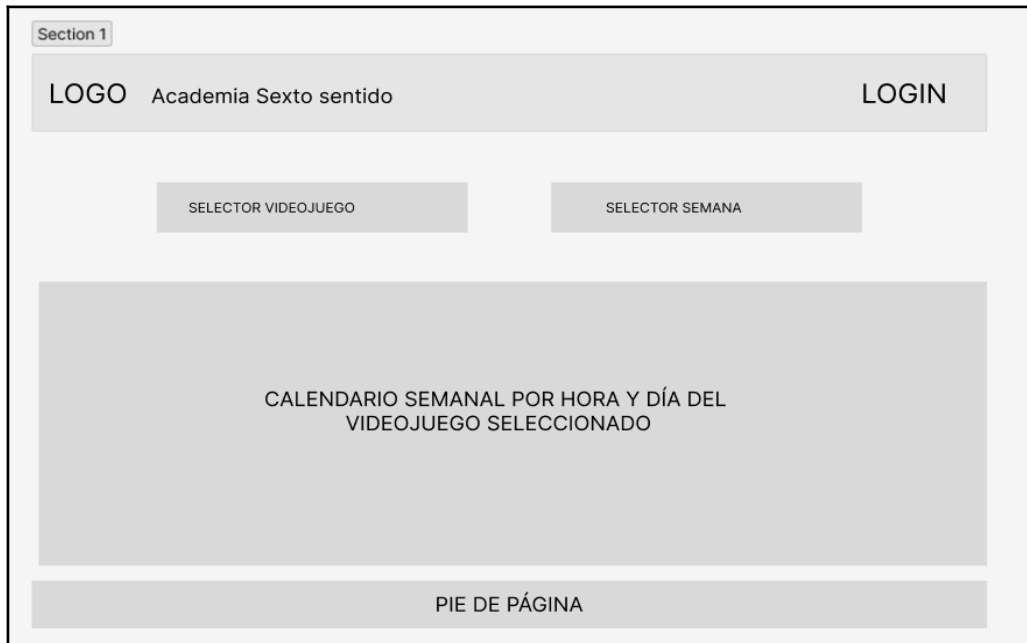 Section 1
LOGO Academia Sexto sentido LOGIN
SELECTOR VIDEOJUEGO SELECTOR SEMANA
CALENDARIO SEMANAL POR HORA Y DÍA DEL
VIDEOJUEGO SELECCIONADO
PIE DE PÁGINA